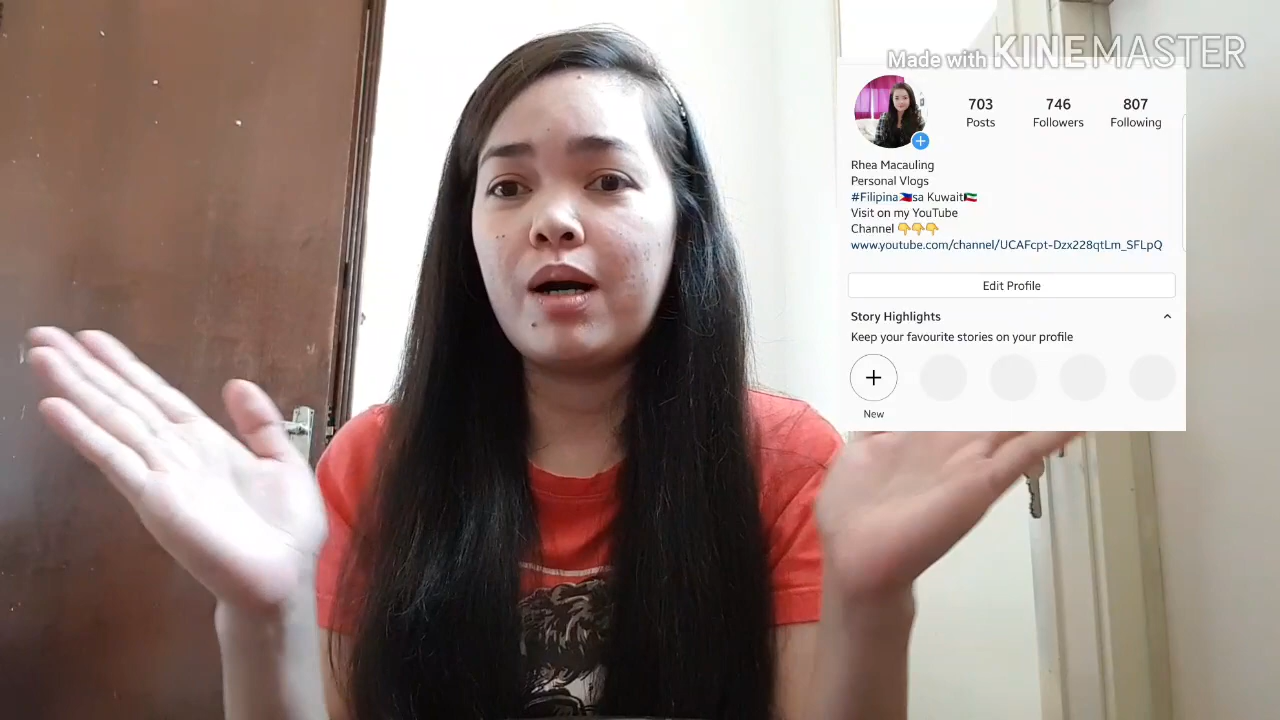 Made with KINEMASTER
703 746 807
Posts Followers Following
Rhea Macauling
Personal Vlogs
#Filipina🇵🇭sa Kuwait🇰🇼
Visit on my YouTube
Channel 👇👇👇
www.youtube.com/channel/UCAFcpt-Dzx228qtLm_SFLpQ
Edit Profile
Story Highlights
Keep your favourite stories on your profile
New